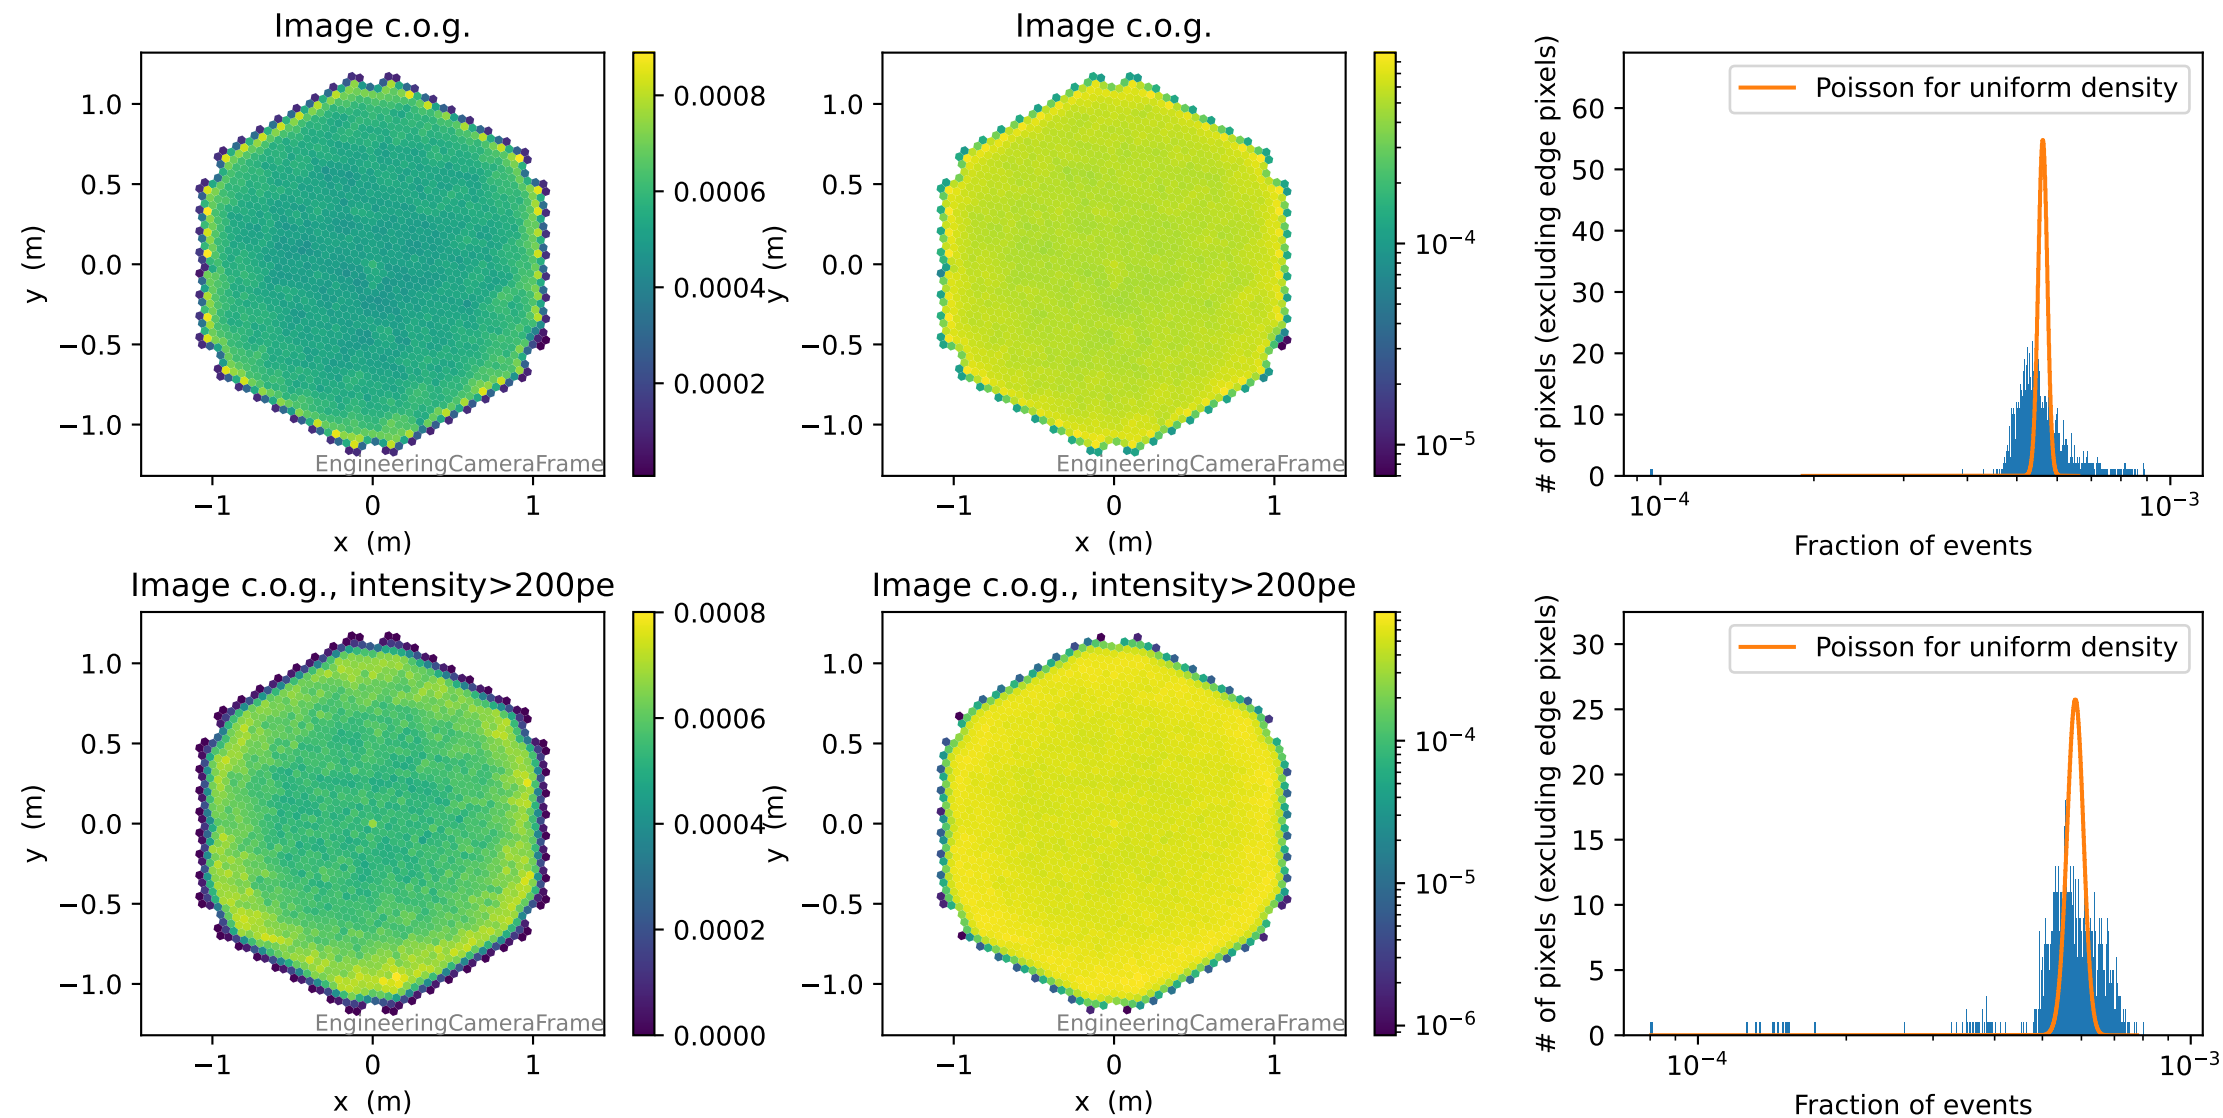 Image c.o.g.
1.0
0.5
0.0
−0.5
−1.0
y (m)
−1
0
1
x (m)
EngineeringCameraFrame
0.0008
0.0006
0.0004
0.0002
Image c.o.g.
1.0
0.5
0.0
−0.5
−1.0
y (m)
−1
0
1
x (m)
EngineeringCameraFrame
10⁻⁴
10⁻⁵
# of pixels (excluding edge pixels)
60
50
40
30
20
10
0
Poisson for uniform density
10⁻⁴
10⁻³
Fraction of events
Image c.o.g., intensity>200pe
1.0
0.5
0.0
−0.5
−1.0
y (m)
−1
0
1
x (m)
EngineeringCameraFrame
0.0008
0.0006
0.0004
0.0002
0.0000
Image c.o.g., intensity>200pe
1.0
0.5
0.0
−0.5
−1.0
y (m)
−1
0
1
x (m)
EngineeringCameraFrame
10⁻⁴
10⁻⁵
10⁻⁶
# of pixels (excluding edge pixels)
30
25
20
15
10
5
0
Poisson for uniform density
10⁻⁴
10⁻³
Fraction of events